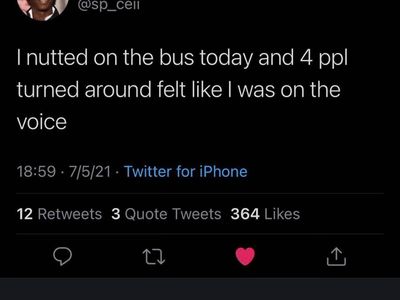 @sp_ceii
I nutted on the bus today and 4 ppl
turned around felt like I was on the
voice
18:59 · 7/5/21 · Twitter for iPhone
12 Retweets 3 Quote Tweets 364 Likes